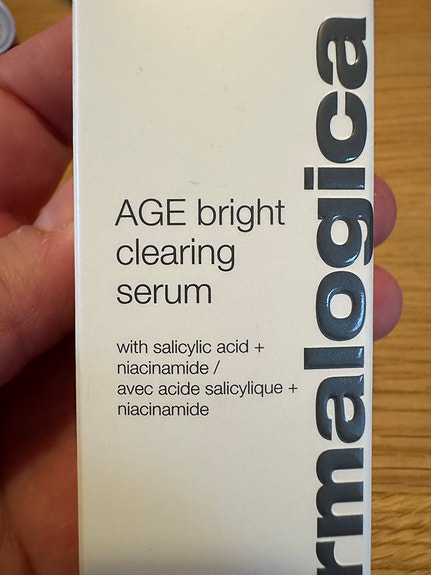 AGE bright
clearing
serum
with salicylic acid +
niacinamide /
avec acide salicylique +
niacinamide
rmalogica